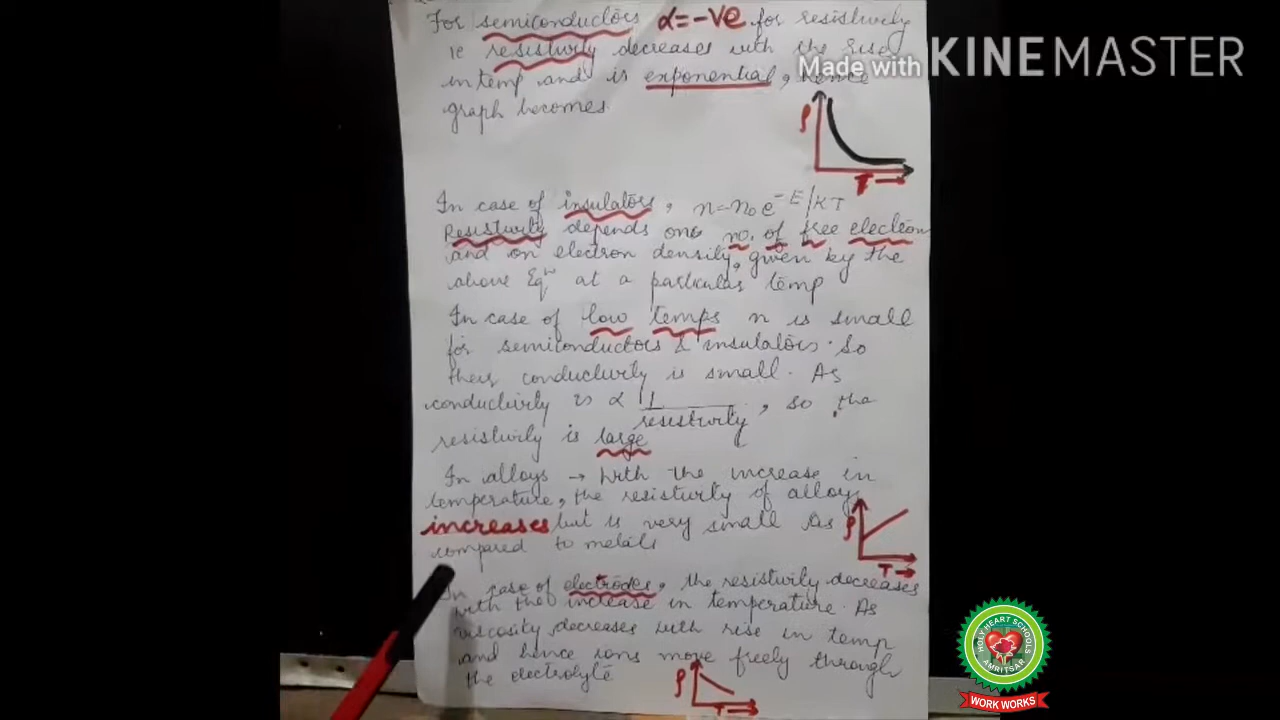 For semiconductors α=-ve for resistivity
ie resistivity decreases with the rise
Made with KINEMASTER
in temp and is exponential, hence
graph becomes
ρ
T →
In case of insulators, n=n₀e^-E/KT
Resistivity depends on no. of free electron
and on electron density, given by the
above Eqn at a particular temp
In case of low temps n is small
for semiconductors & insulators. So
their conductivity is small. As
conductivity is α 1/resistivity, so the
resistivity is large
In alloys → with the increase in
temperature, the resistivity of alloys
increases but is very small as
compared to metals
ρ
T →
In case of electrodes, the resistivity decreases
with the increase in temperature. As
viscosity decreases with rise in temp
and hence ions move freely through
the electrolyte
ρ
T →
HOLY HEART SCHOOLS
AMRITSAR
WORK WORKS